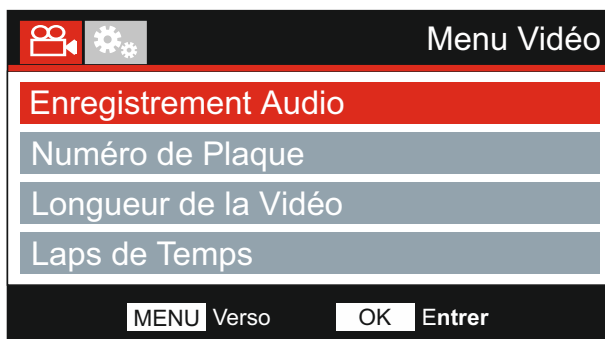 Menu Vidéo
Enregistrement Audio
Numéro de Plaque
Longueur de la Vidéo
Laps de Temps
MENU Verso OK Entrer